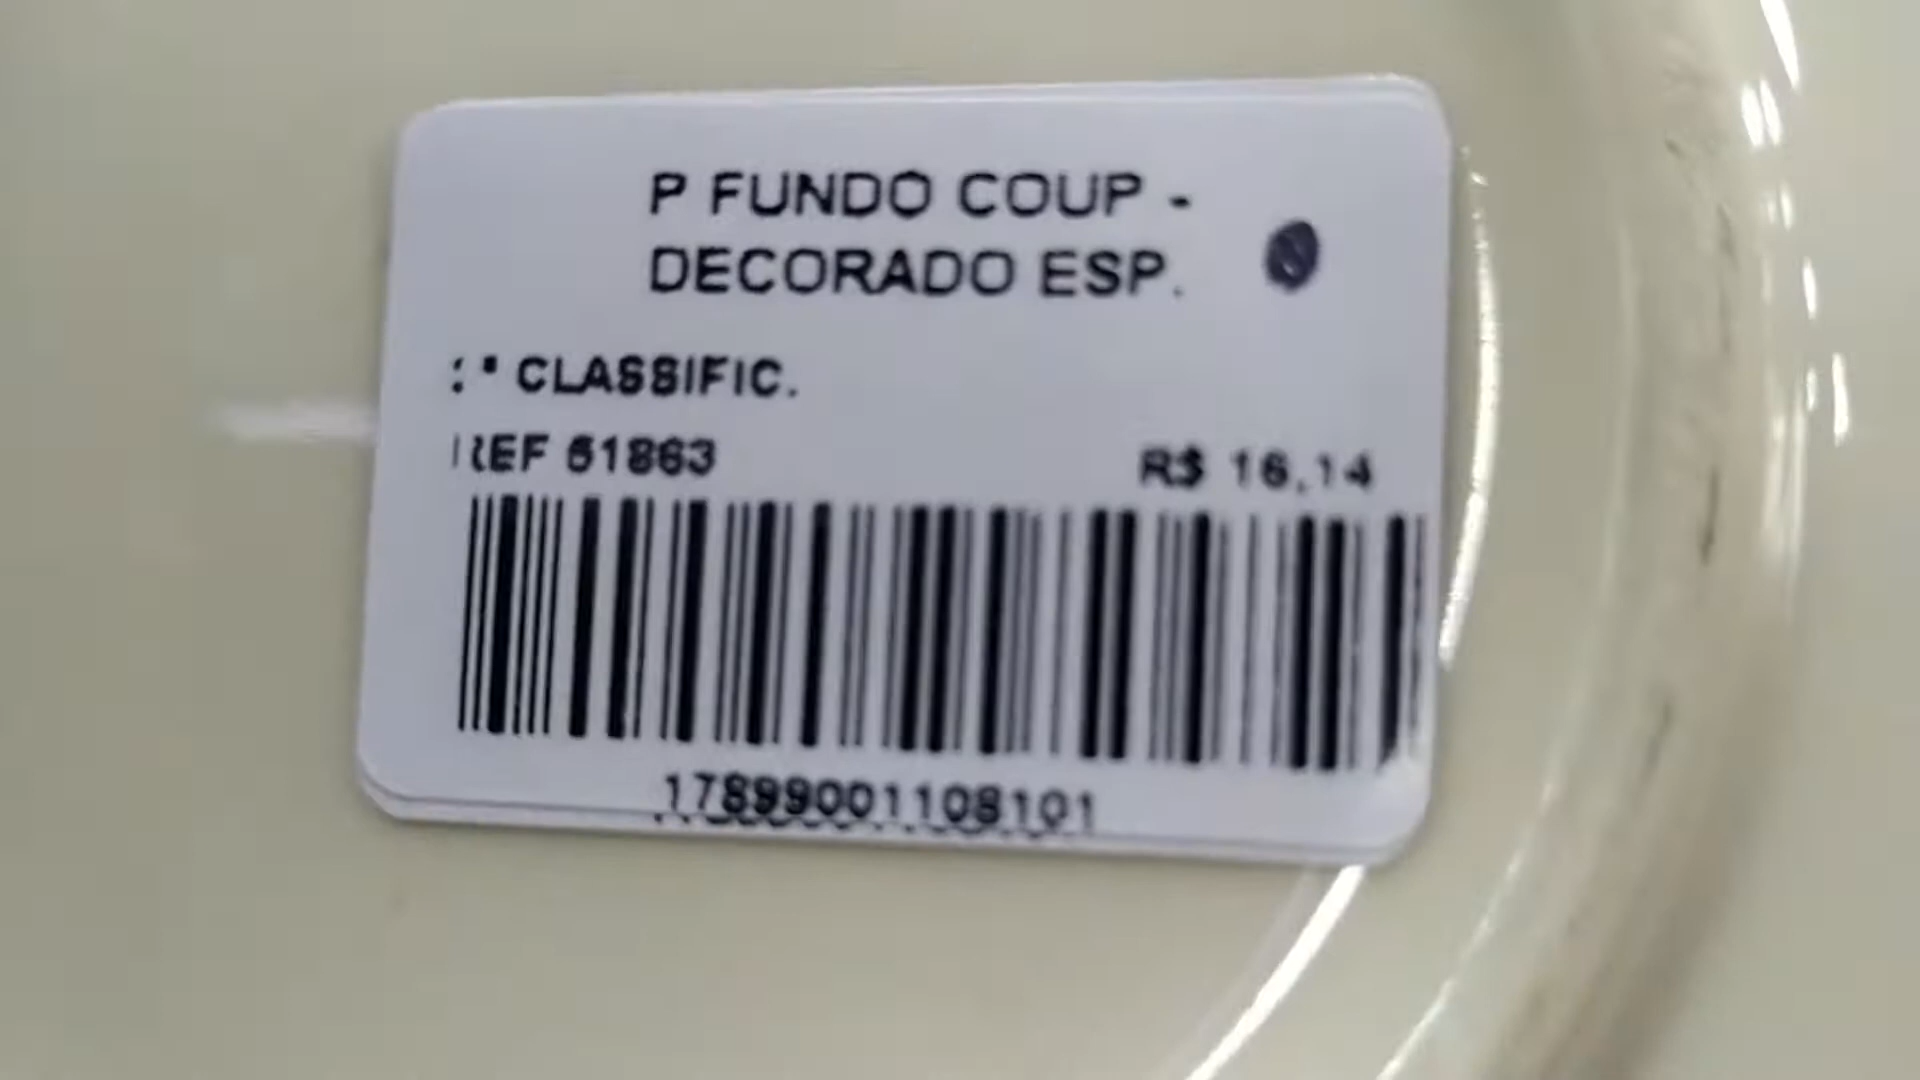 P FUNDO COUP -
DECORADO ESP.
CLASSIFIC.
REF 61863
R$ 16,14
17899001108101